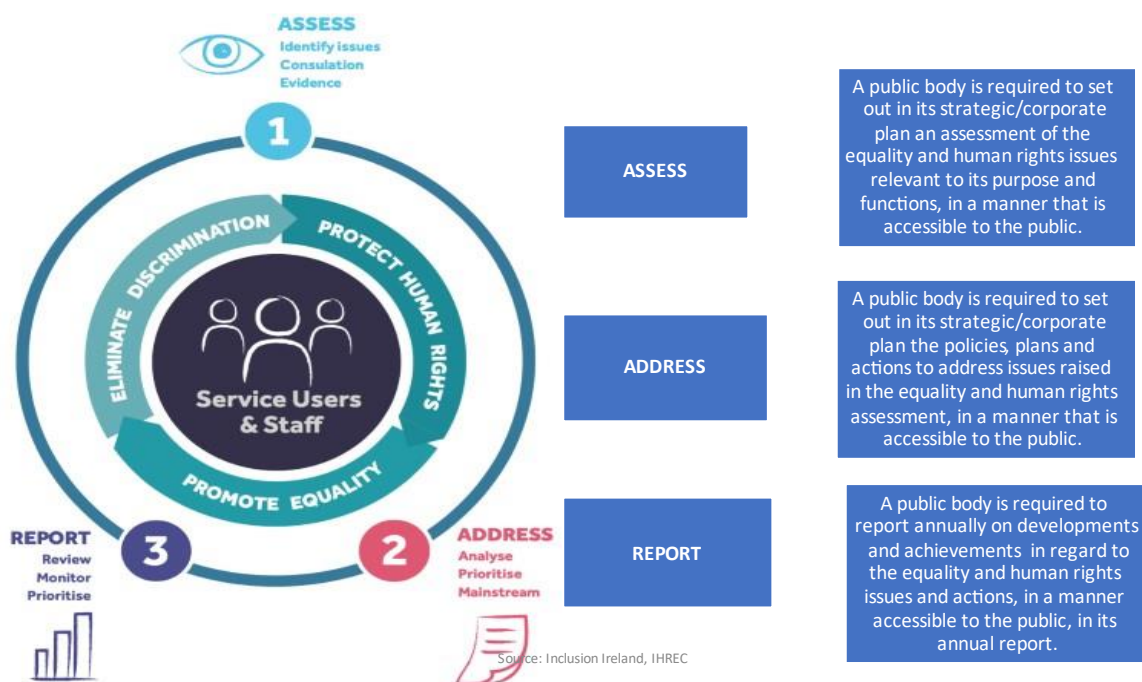 ASSESS
Identify issues
Consulation
Evidence
1
ELIMINATE DISCRIMINATION
PROTECT HUMAN RIGHTS
PROMOTE EQUALITY
Service Users
& Staff
REPORT
Review
Monitor
Prioritise
3
2
ADDRESS
Analyse
Prioritise
Mainstream
ASSESS
A public body is required to set
out in its strategic/corporate
plan an assessment of the
equality and human rights issues
relevant to its purpose and
functions, in a manner that is
accessible to the public.
ADDRESS
A public body is required to set
out in its strategic/corporate
plan the policies, plans and
actions to address issues raised
in the equality and human rights
assessment, in a manner that is
accessible to the public.
REPORT
A public body is required to
report annually on developments
and achievements in regard to
the equality and human rights
issues and actions, in a manner
accessible to the public, in its
annual report.
Source: Inclusion Ireland, IHREC